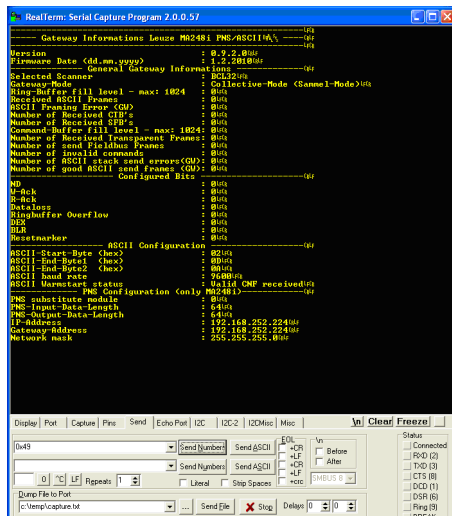 RealTerm: Serial Capture Program 2.0.0.57
Gateway Informations Leuze MA248i PNS/ASCII
Version : 0.9.2.0
Firmware Date (dd.mm.yyyy) : 1.2.2010
General Gateway Informations
Selected Scanner : BCL32
Gateway-Mode : Collective-Mode (Sammel-Mode)
Ring-Buffer fill level - max: 1024 : 0
Received ASCII Frames : 0
ASCII Framing Error (GW) : 0
Number of Received CTB's : 0
Number of Received SFB's : 0
Command-Buffer fill level - max: 1024: 0
Number of Received Transparent Frames: 0
Number of send Fieldbus Frames : 0
Number of invalid commands : 0
Number of ASCII stack send errors(GW): 0
Number of good ASCII send frames (GW): 0
Configured Bits
ND : 0
W-Ack : 0
R-Ack : 0
Dataloss : 0
Ringbuffer Overflow : 0
DEX : 0
BLR : 0
Resetmarker : 0
ASCII Configuration
ASCII-Start-Byte (hex) : 02
ASCII-End-Byte1 (hex) : 0D
ASCII-End-Byte2 (hex) : 0A
ASCII baud rate : 9600
ASCII Warmstart status : Valid CNF received
PNS Configuration (only MA248i)
PNS substitute module : 0
PNS-Input-Data-Length : 64
PNS-Output-Data-Length : 64
IP-Address : 192.168.252.224
Gateway-Address : 192.168.252.224
Network mask : 255.255.255.0
Display Port Capture Pins Send Echo Port I2C I2C-2 I2CMisc Misc \n Clear Freeze
0x49 Send Numbers Send ASCII
Send Numbers Send ASCII
EOL
+CR
+LF
+CR
+LF
+crc
\n
Before
After
SMBUS 8
0 ^C LF Repeats 1 Literal Strip Spaces
Dump File to Port
c:\temp\capture.txt ... Send File Stop Delays 0 0
Status
Connected
RXD (2)
TXD (3)
CTS (8)
DCD (1)
DSR (6)
Ring (9)
BREAK